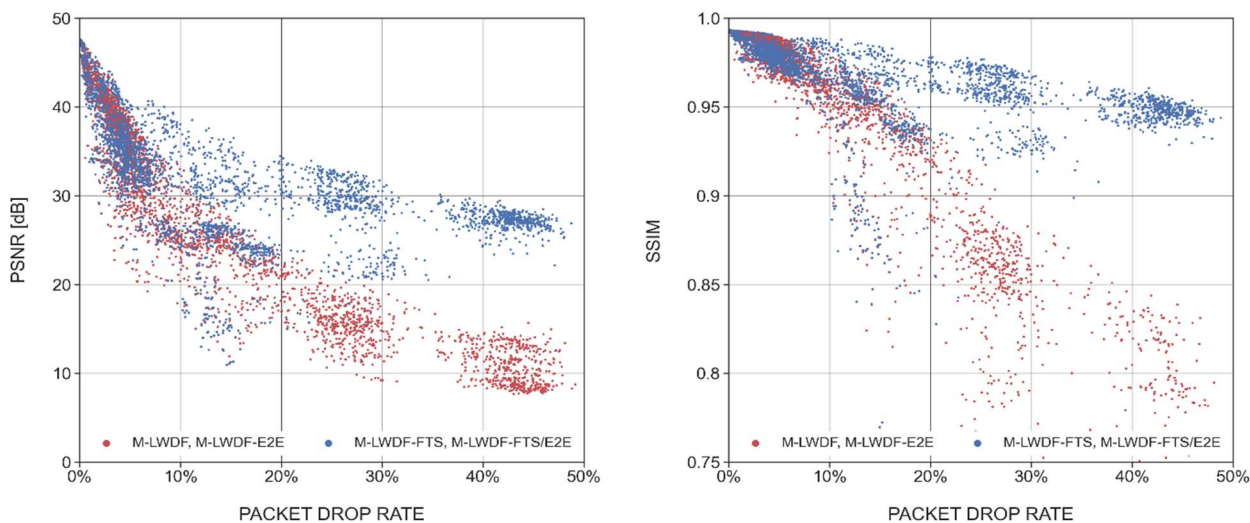 50
40
30
20
10
0
PSNR [dB]
M-LWDF, M-LWDF-E2E
M-LWDF-FTS, M-LWDF-FTS/E2E
0% 10% 20% 30% 40% 50%
PACKET DROP RATE
1.0
0.95
0.9
0.85
0.8
0.75
SSIM
M-LWDF, M-LWDF-E2E
M-LWDF-FTS, M-LWDF-FTS/E2E
0% 10% 20% 30% 40% 50%
PACKET DROP RATE